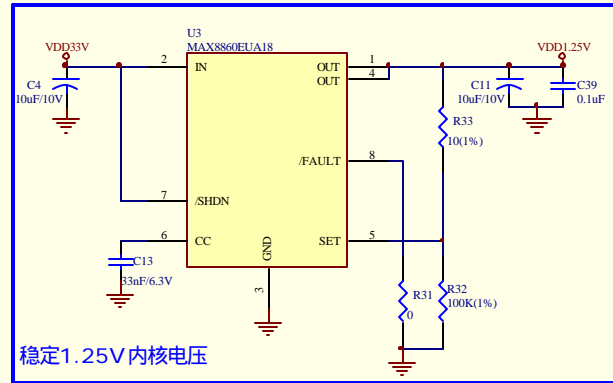 U3
MAX8860EUA18
VDD33V
VDD1.25V
2
IN
OUT
1
OUT
4
C4
10uF/10V
C11
10uF/10V
C39
0.1uF
R33
10(1%)
/FAULT
8
7
/SHDN
6
CC
SET
5
C13
33nF/6.3V
GND
3
R31
0
R32
100K(1%)
稳定1.25V内核电压